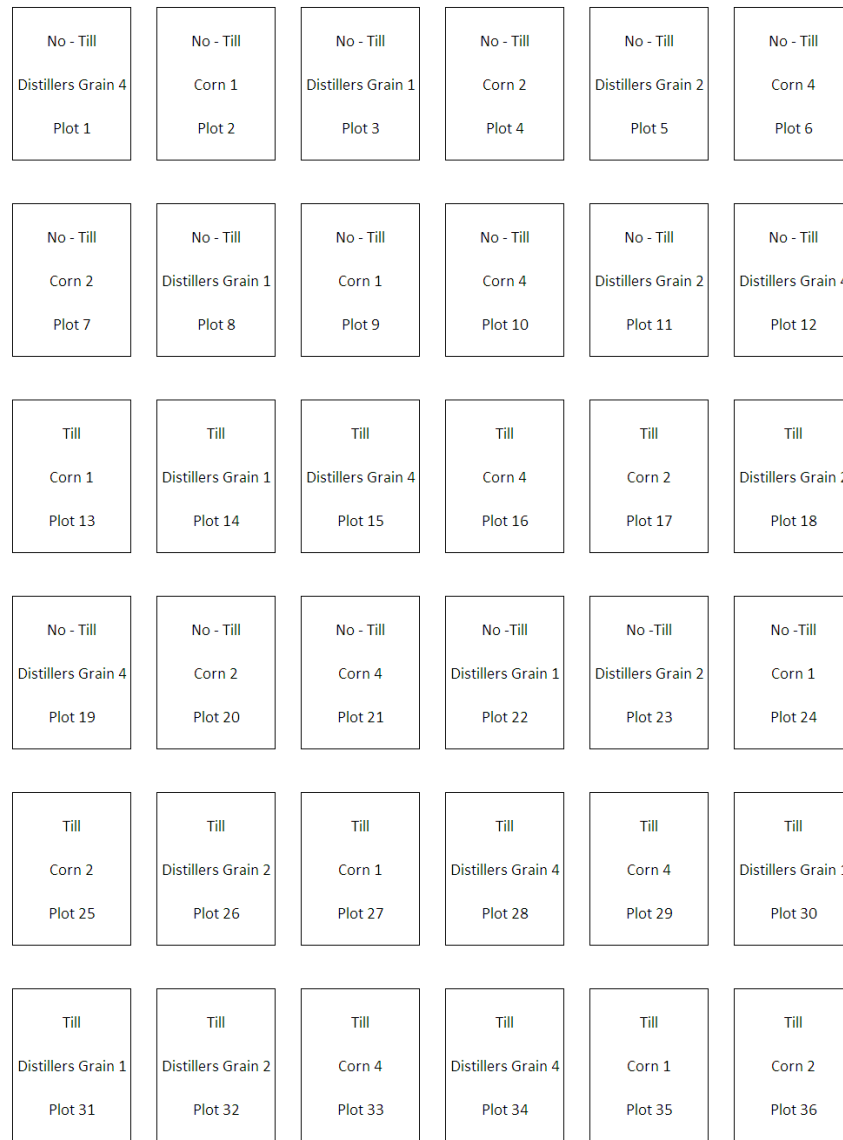 No - Till
Distillers Grain 4
Plot 1
No - Till
Corn 1
Plot 2
No - Till
Distillers Grain 1
Plot 3
No - Till
Corn 2
Plot 4
No - Till
Distillers Grain 2
Plot 5
No - Till
Corn 4
Plot 6
No - Till
Corn 2
Plot 7
No - Till
Distillers Grain 1
Plot 8
No - Till
Corn 1
Plot 9
No - Till
Corn 4
Plot 10
No - Till
Distillers Grain 2
Plot 11
No - Till
Distillers Grain 4
Plot 12
Till
Corn 1
Plot 13
Till
Distillers Grain 1
Plot 14
Till
Distillers Grain 4
Plot 15
Till
Corn 4
Plot 16
Till
Corn 2
Plot 17
Till
Distillers Grain 2
Plot 18
No - Till
Distillers Grain 4
Plot 19
No - Till
Corn 2
Plot 20
No - Till
Corn 4
Plot 21
No -Till
Distillers Grain 1
Plot 22
No -Till
Distillers Grain 2
Plot 23
No -Till
Corn 1
Plot 24
Till
Corn 2
Plot 25
Till
Distillers Grain 2
Plot 26
Till
Corn 1
Plot 27
Till
Distillers Grain 4
Plot 28
Till
Corn 4
Plot 29
Till
Distillers Grain 1
Plot 30
Till
Distillers Grain 1
Plot 31
Till
Distillers Grain 2
Plot 32
Till
Corn 4
Plot 33
Till
Distillers Grain 4
Plot 34
Till
Corn 1
Plot 35
Till
Corn 2
Plot 36